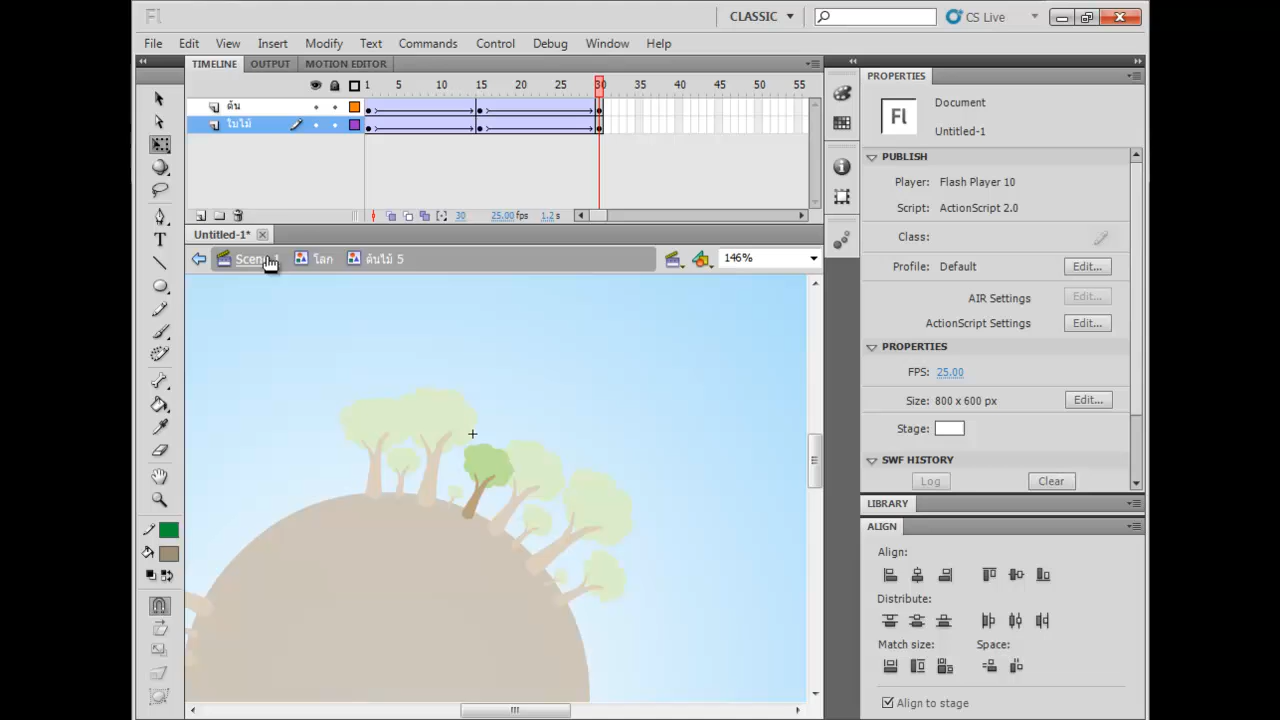 Fl
CLASSIC
CS Live
File Edit View Insert Modify Text Commands Control Debug Window Help
TIMELINE OUTPUT MOTION EDITOR
1 5 10 15 20 25 30 35 40 45 50 55
ต้น
ใบไม้
30 25.00 fps 1.2 s
Untitled-1*
Scene 1 โลก ต้นไม้ 5
146%
PROPERTIES
Fl
Document
Untitled-1
PUBLISH
Player: Flash Player 10
Script: ActionScript 2.0
Class:
Profile: Default Edit...
AIR Settings Edit...
ActionScript Settings Edit...
PROPERTIES
FPS: 25.00
Size: 800 x 600 px Edit...
Stage:
SWF HISTORY
Log Clear
LIBRARY
ALIGN
Align:
Distribute:
Match size: Space:
Align to stage